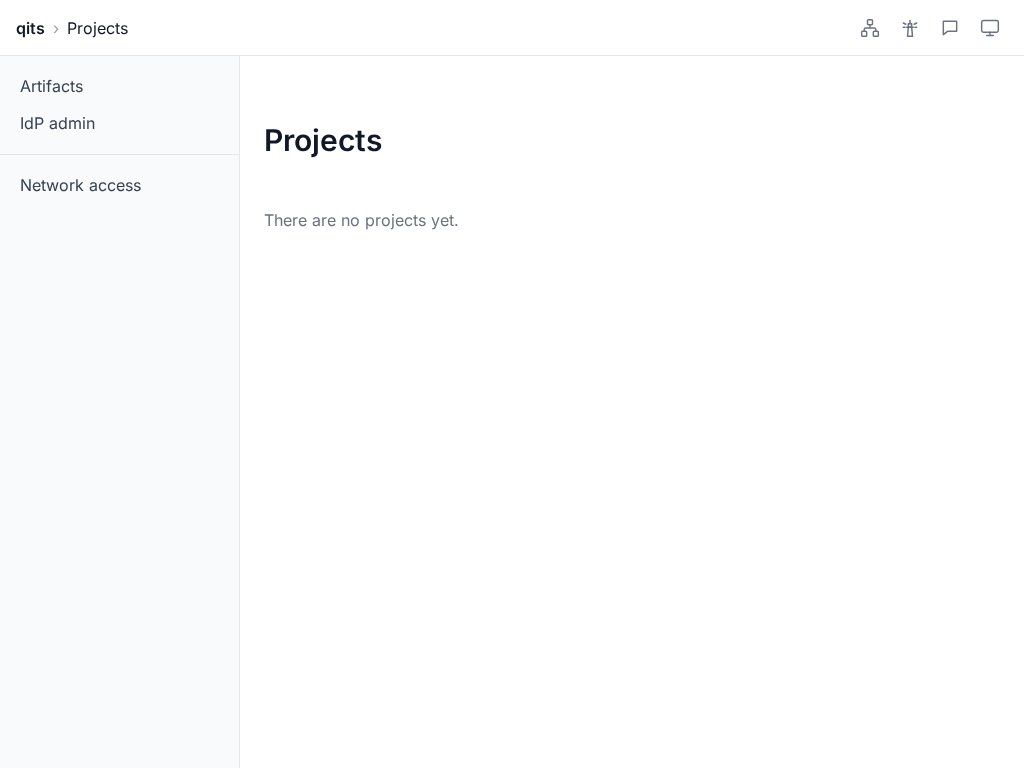 qits › Projects
Artifacts
IdP admin
Network access
Projects
There are no projects yet.